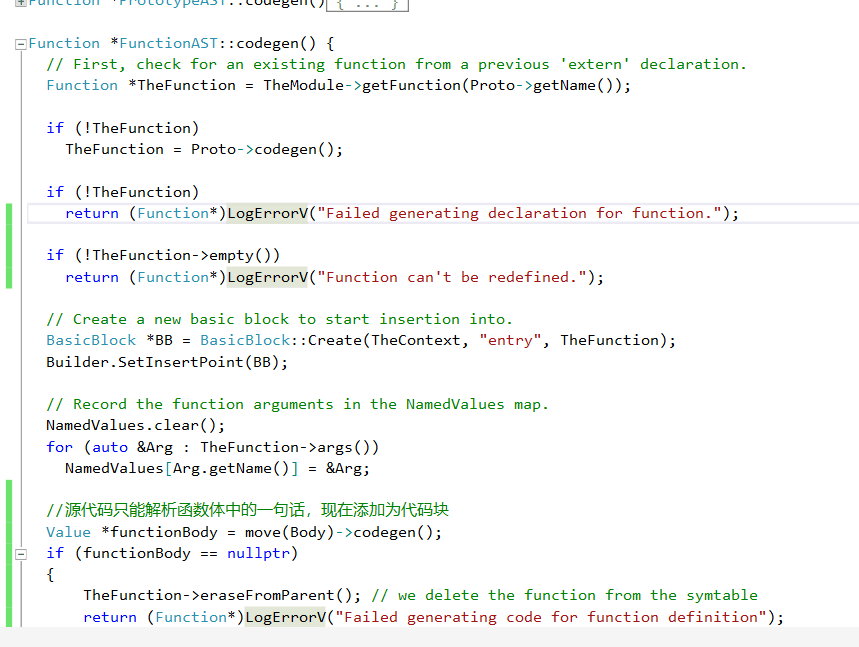 Function *PrototypeAST::codegen() { ... }
Function *FunctionAST::codegen() {
// First, check for an existing function from a previous 'extern' declaration.
Function *TheFunction = TheModule->getFunction(Proto->getName());
if (!TheFunction)
TheFunction = Proto->codegen();
if (!TheFunction)
return (Function*)LogErrorV("Failed generating declaration for function.");
if (!TheFunction->empty())
return (Function*)LogErrorV("Function can't be redefined.");
// Create a new basic block to start insertion into.
BasicBlock *BB = BasicBlock::Create(TheContext, "entry", TheFunction);
Builder.SetInsertPoint(BB);
// Record the function arguments in the NamedValues map.
NamedValues.clear();
for (auto &Arg : TheFunction->args())
NamedValues[Arg.getName()] = &Arg;
//源代码只能解析函数体中的一句话，现在添加为代码块
Value *functionBody = move(Body)->codegen();
if (functionBody == nullptr)
{
TheFunction->eraseFromParent(); // we delete the function from the symtable
return (Function*)LogErrorV("Failed generating code for function definition");